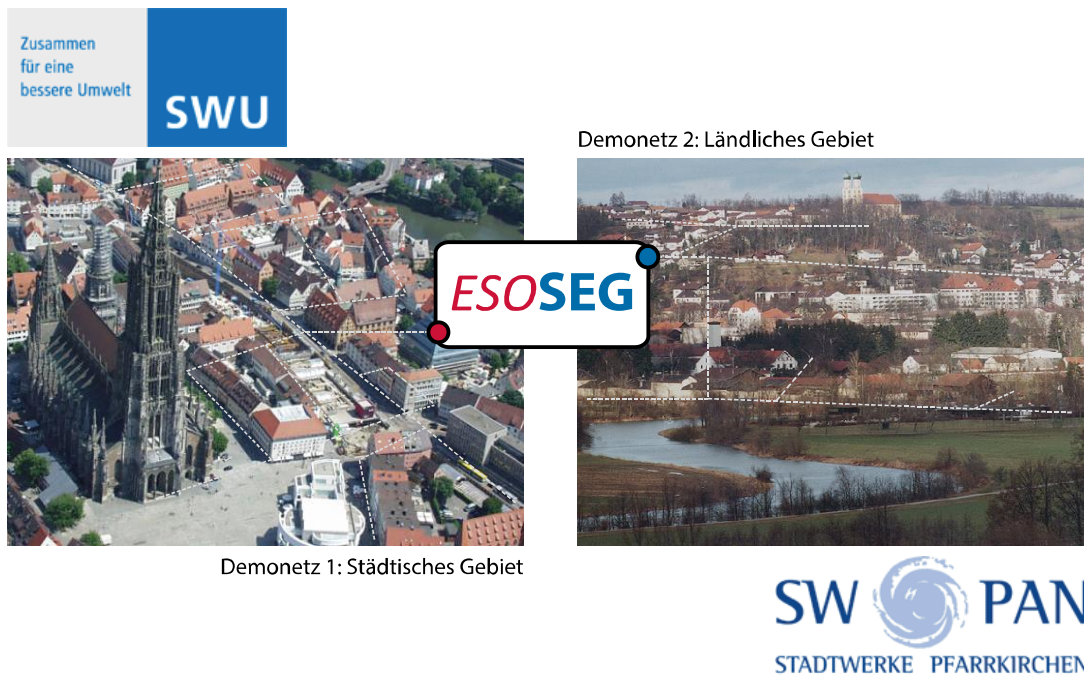 Zusammen
für eine
bessere Umwelt
SWU
Demonetz 2: Ländliches Gebiet
ESOSEG
Demonetz 1: Städtisches Gebiet
SW PAN
STADTWERKE PFARRKIRCHEN